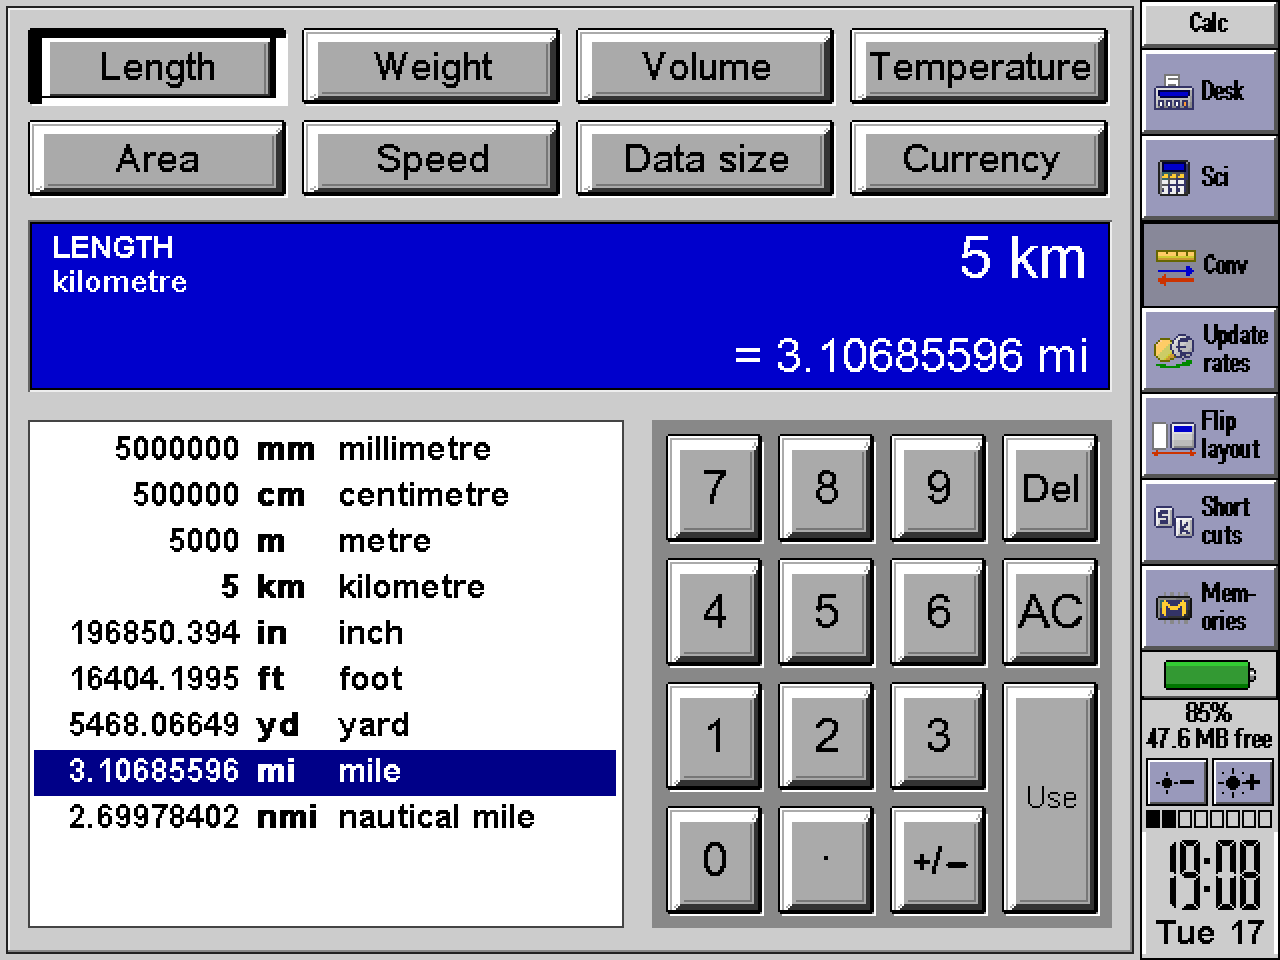 Length Weight Volume Temperature
Area Speed Data size Currency
LENGTH
kilometre
5 km
= 3.10685596 mi
5000000 mm millimetre
500000 cm centimetre
5000 m metre
5 km kilometre
196850.394 in inch
16404.1995 ft foot
5468.06649 yd yard
3.10685596 mi mile
2.69978402 nmi nautical mile
7 8 9 Del
4 5 6 AC
1 2 3
Use
0 . +/−
Calc
Desk
Sci
Conv
Update
rates
Flip
layout
S K
Short
cuts
M
Mem-
ories
85%
47.6 MB free
− +
19:08
Tue 17